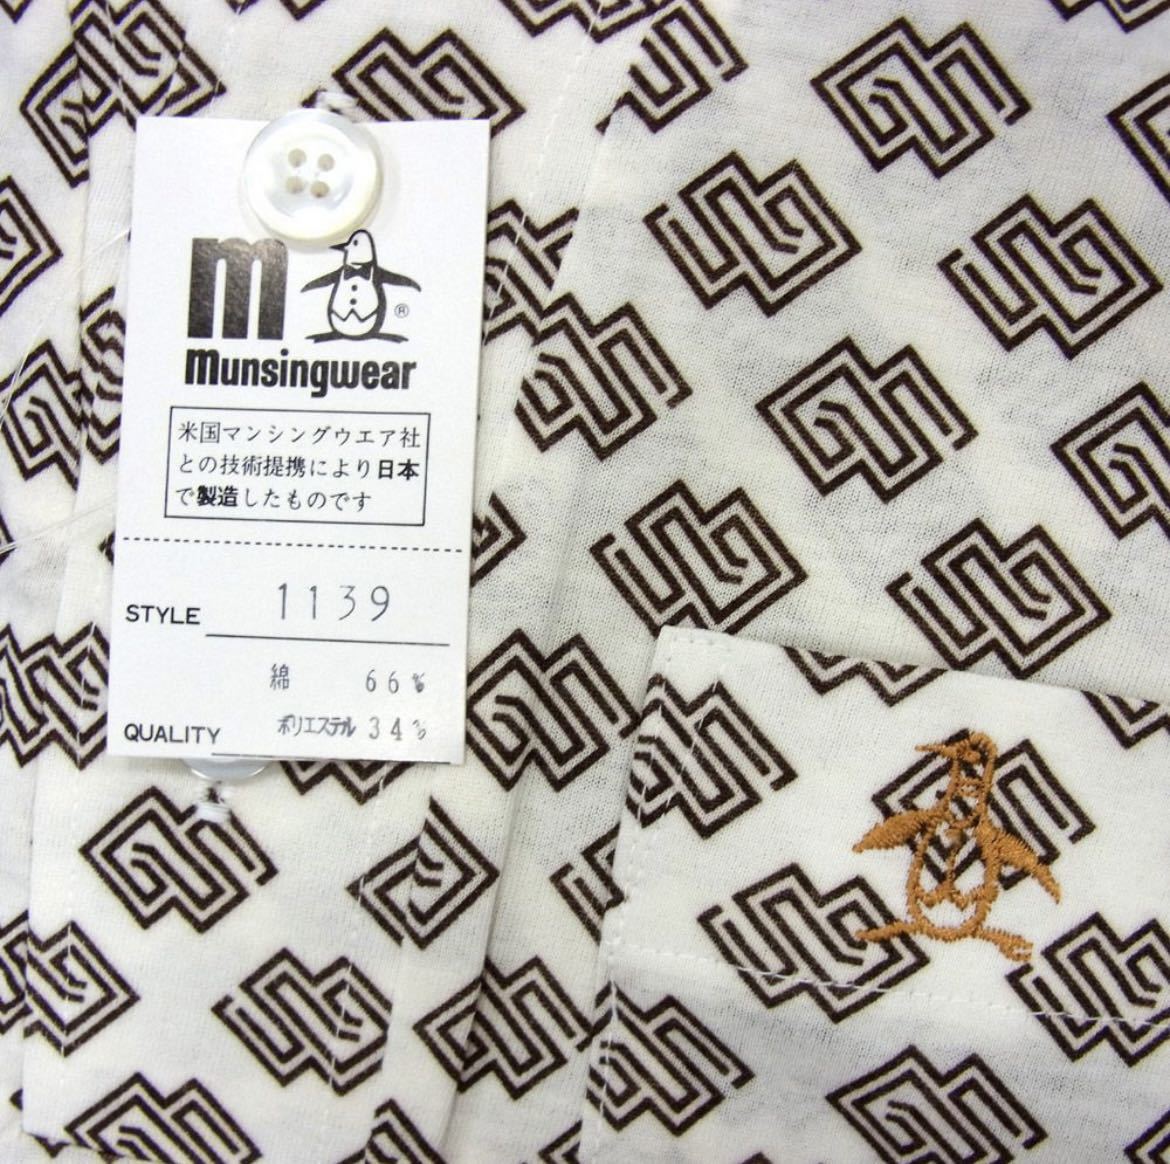 m ®
munsingwear
米国マンシングウエア社
との技術提携により日本
で製造したものです
STYLE 1139
綿 66%
QUALITY ポリエステル 34%